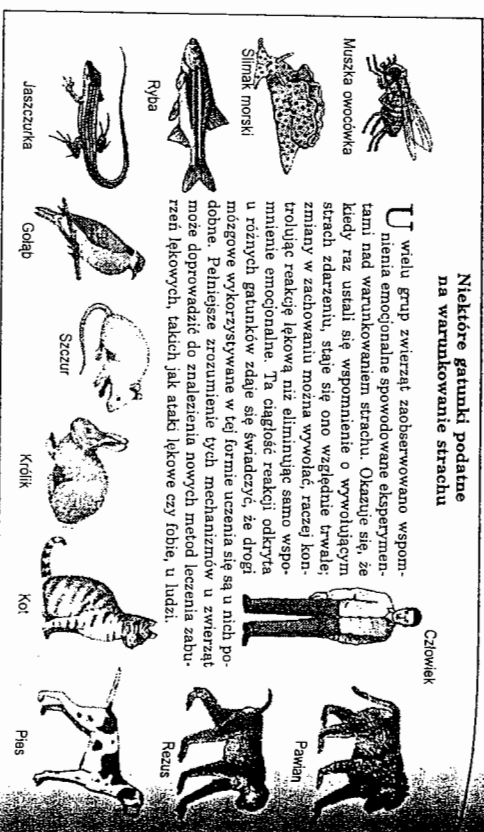 Niektóre gatunki podatne
na warunkowanie strachu
U wielu grup zwierząt zaobserwowano wspom-
nienia emocjonalne spowodowane eksperymen-
tami nad warunkowaniem strachu. Okazuje się, że
kiedy raz ustali się wspomnienie o wywołującym
strach zdarzeniu, staje się ono względnie trwałe;
zmiany w zachowaniu można wywołać, raczej kon-
trolując reakcję lękową niż eliminując samo wspo-
mnienie emocjonalne. Ta ciągłość reakcji odkryta
u różnych gatunków zdaje się świadczyć, że drogi
mózgowe wykorzystywane w tej formie uczenia się są u nich po-
dobne. Pełniejsze zrozumienie tych mechanizmów u zwierząt
może doprowadzić do znalezienia nowych metod leczenia zabu-
rzeń lękowych, takich jak ataki lękowe czy fobie, u ludzi.
Muszka owocówka
Ślimak morski
Ryba
Jaszczurka
Gołąb
Szczur
Królik
Kot
Pies
Rezus
Pawian
Człowiek